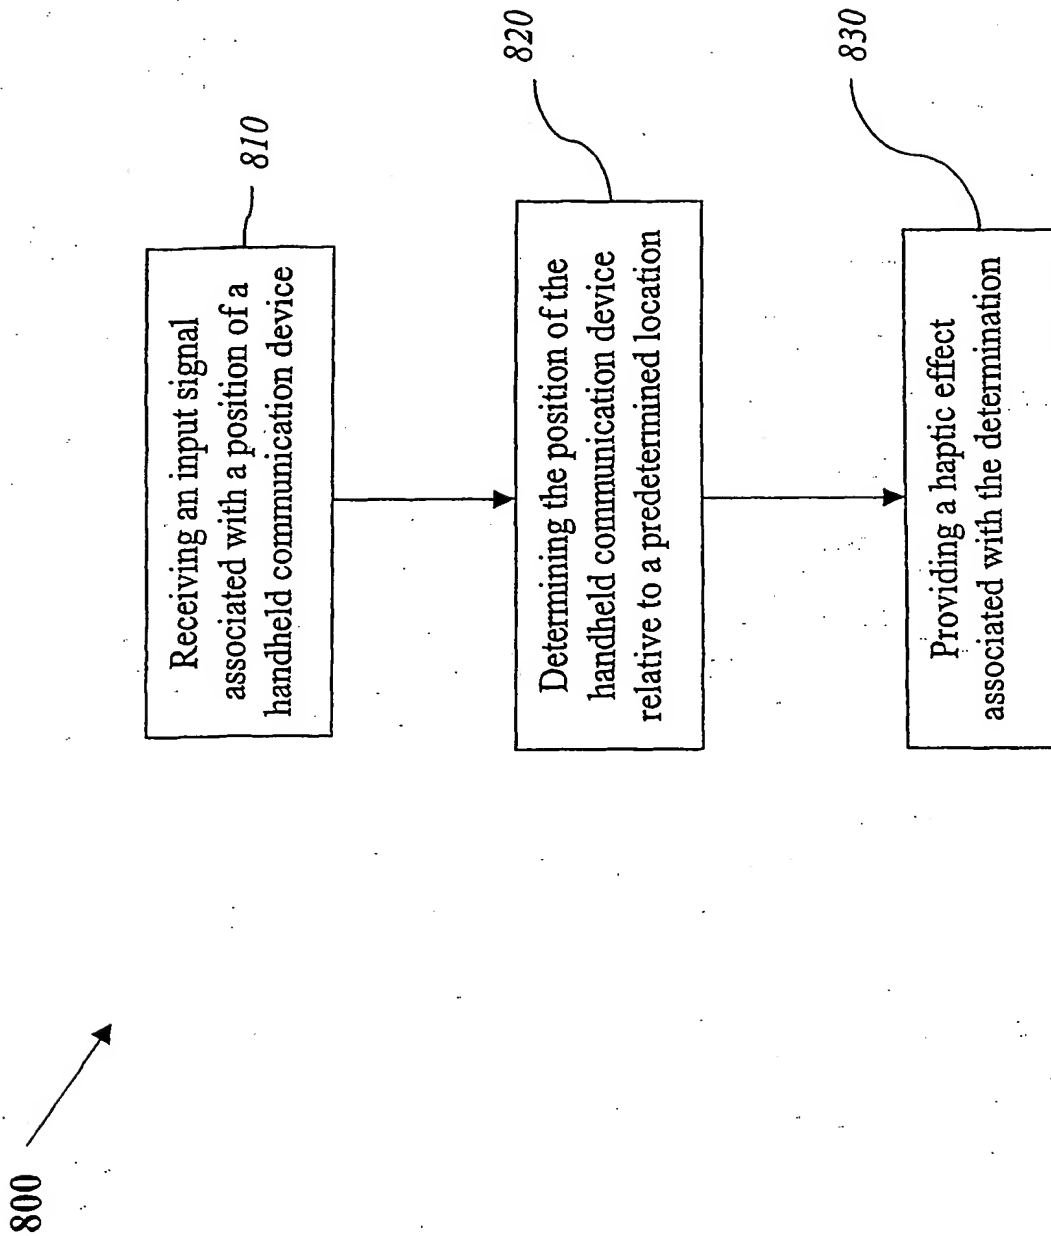 800
Receiving an input signal
associated with a position of a
handheld communication device
810
Determining the position of the
handheld communication device
relative to a predetermined location
820
Providing a haptic effect
associated with the determination
830